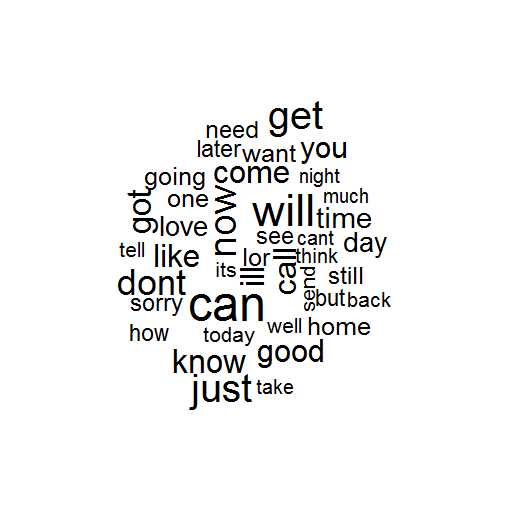 get
need
later want you
going come night
got one now will much
love time
tell like see cant day
its lor call think
dont ill send still
sorry can but back
how today well home
know good
just take